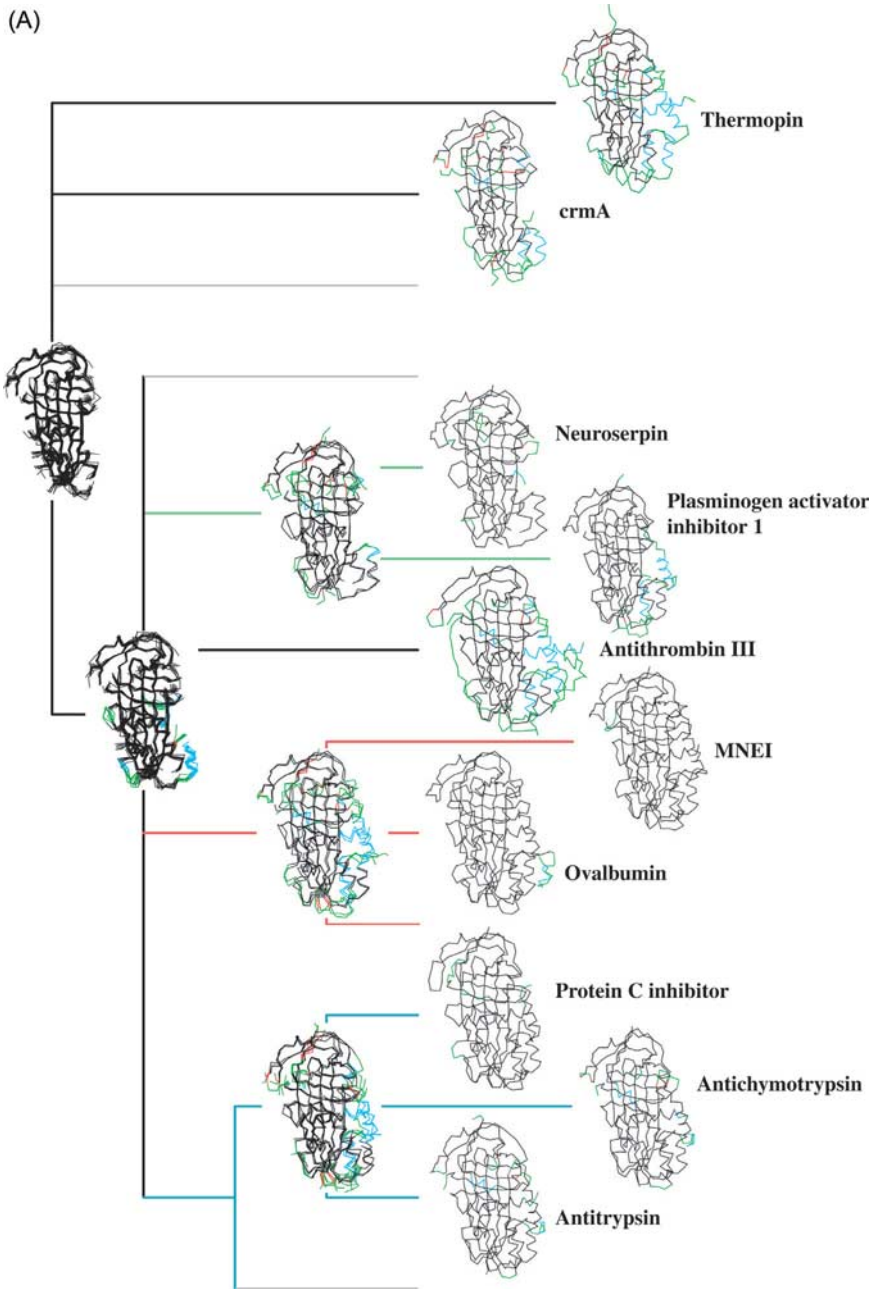 (A)
Thermopin
crmA
Neuroserpin
Plasminogen activator
inhibitor 1
Antithrombin III
MNEI
Ovalbumin
Protein C inhibitor
Antichymotrypsin
Antitrypsin